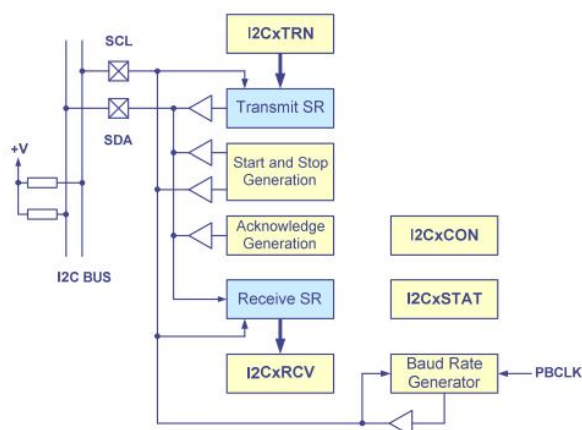 I2CxTRN
SCL
Transmit SR
SDA
+V
Start and Stop
Generation
Acknowledge
Generation
I2CxCON
I2C BUS
Receive SR
I2CxSTAT
I2CxRCV
Baud Rate
Generator
PBCLK